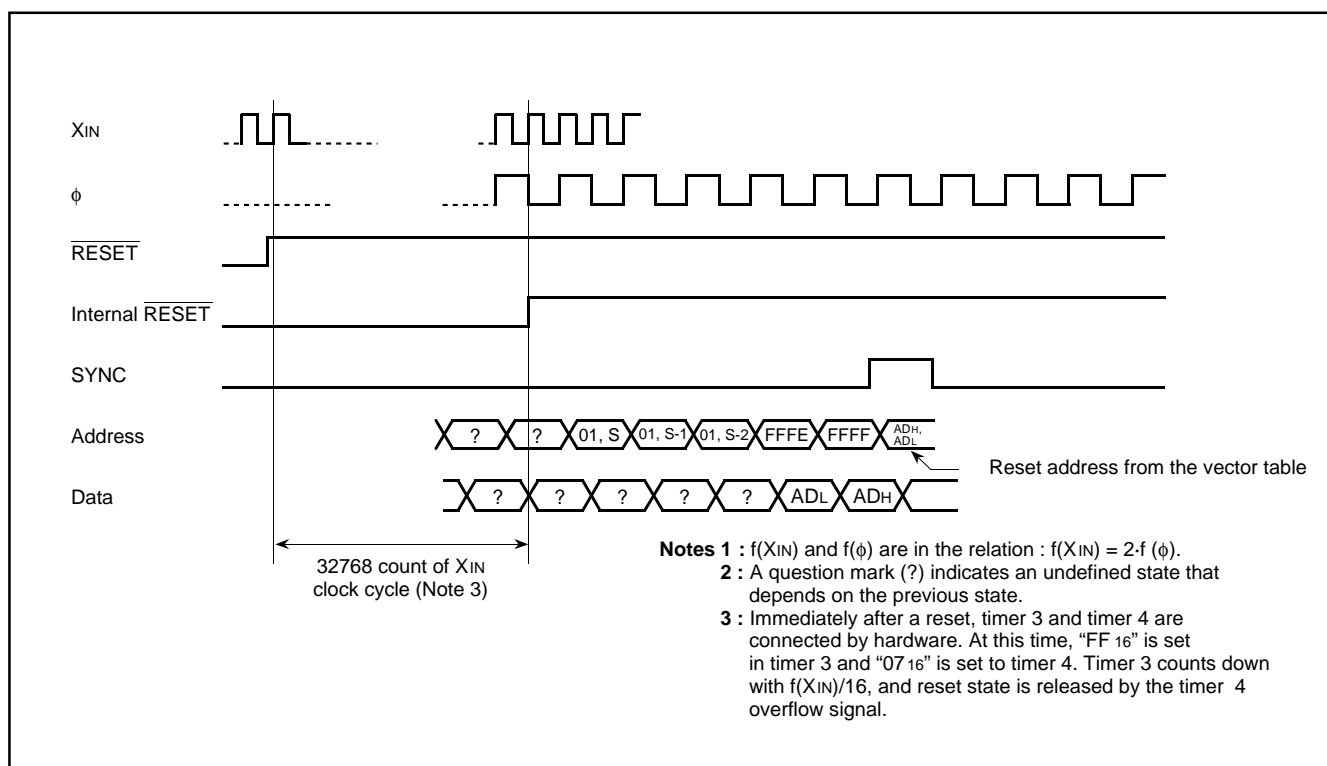 XIN
ϕ
RESET
Internal RESET
SYNC
Address
? ? 01, S 01, S-1 01, S-2 FFFE FFFF ADH,
ADL
Reset address from the vector table
Data
? ? ? ? ? ADL ADH
32768 count of XIN
clock cycle (Note 3)
Notes 1 : f(XIN) and f(ϕ) are in the relation : f(XIN) = 2·f (ϕ).
2 : A question mark (?) indicates an undefined state that
depends on the previous state.
3 : Immediately after a reset, timer 3 and timer 4 are
connected by hardware. At this time, “FF 16” is set
in timer 3 and “07 16” is set to timer 4. Timer 3 counts down
with f(XIN)/16, and reset state is released by the timer 4
overflow signal.